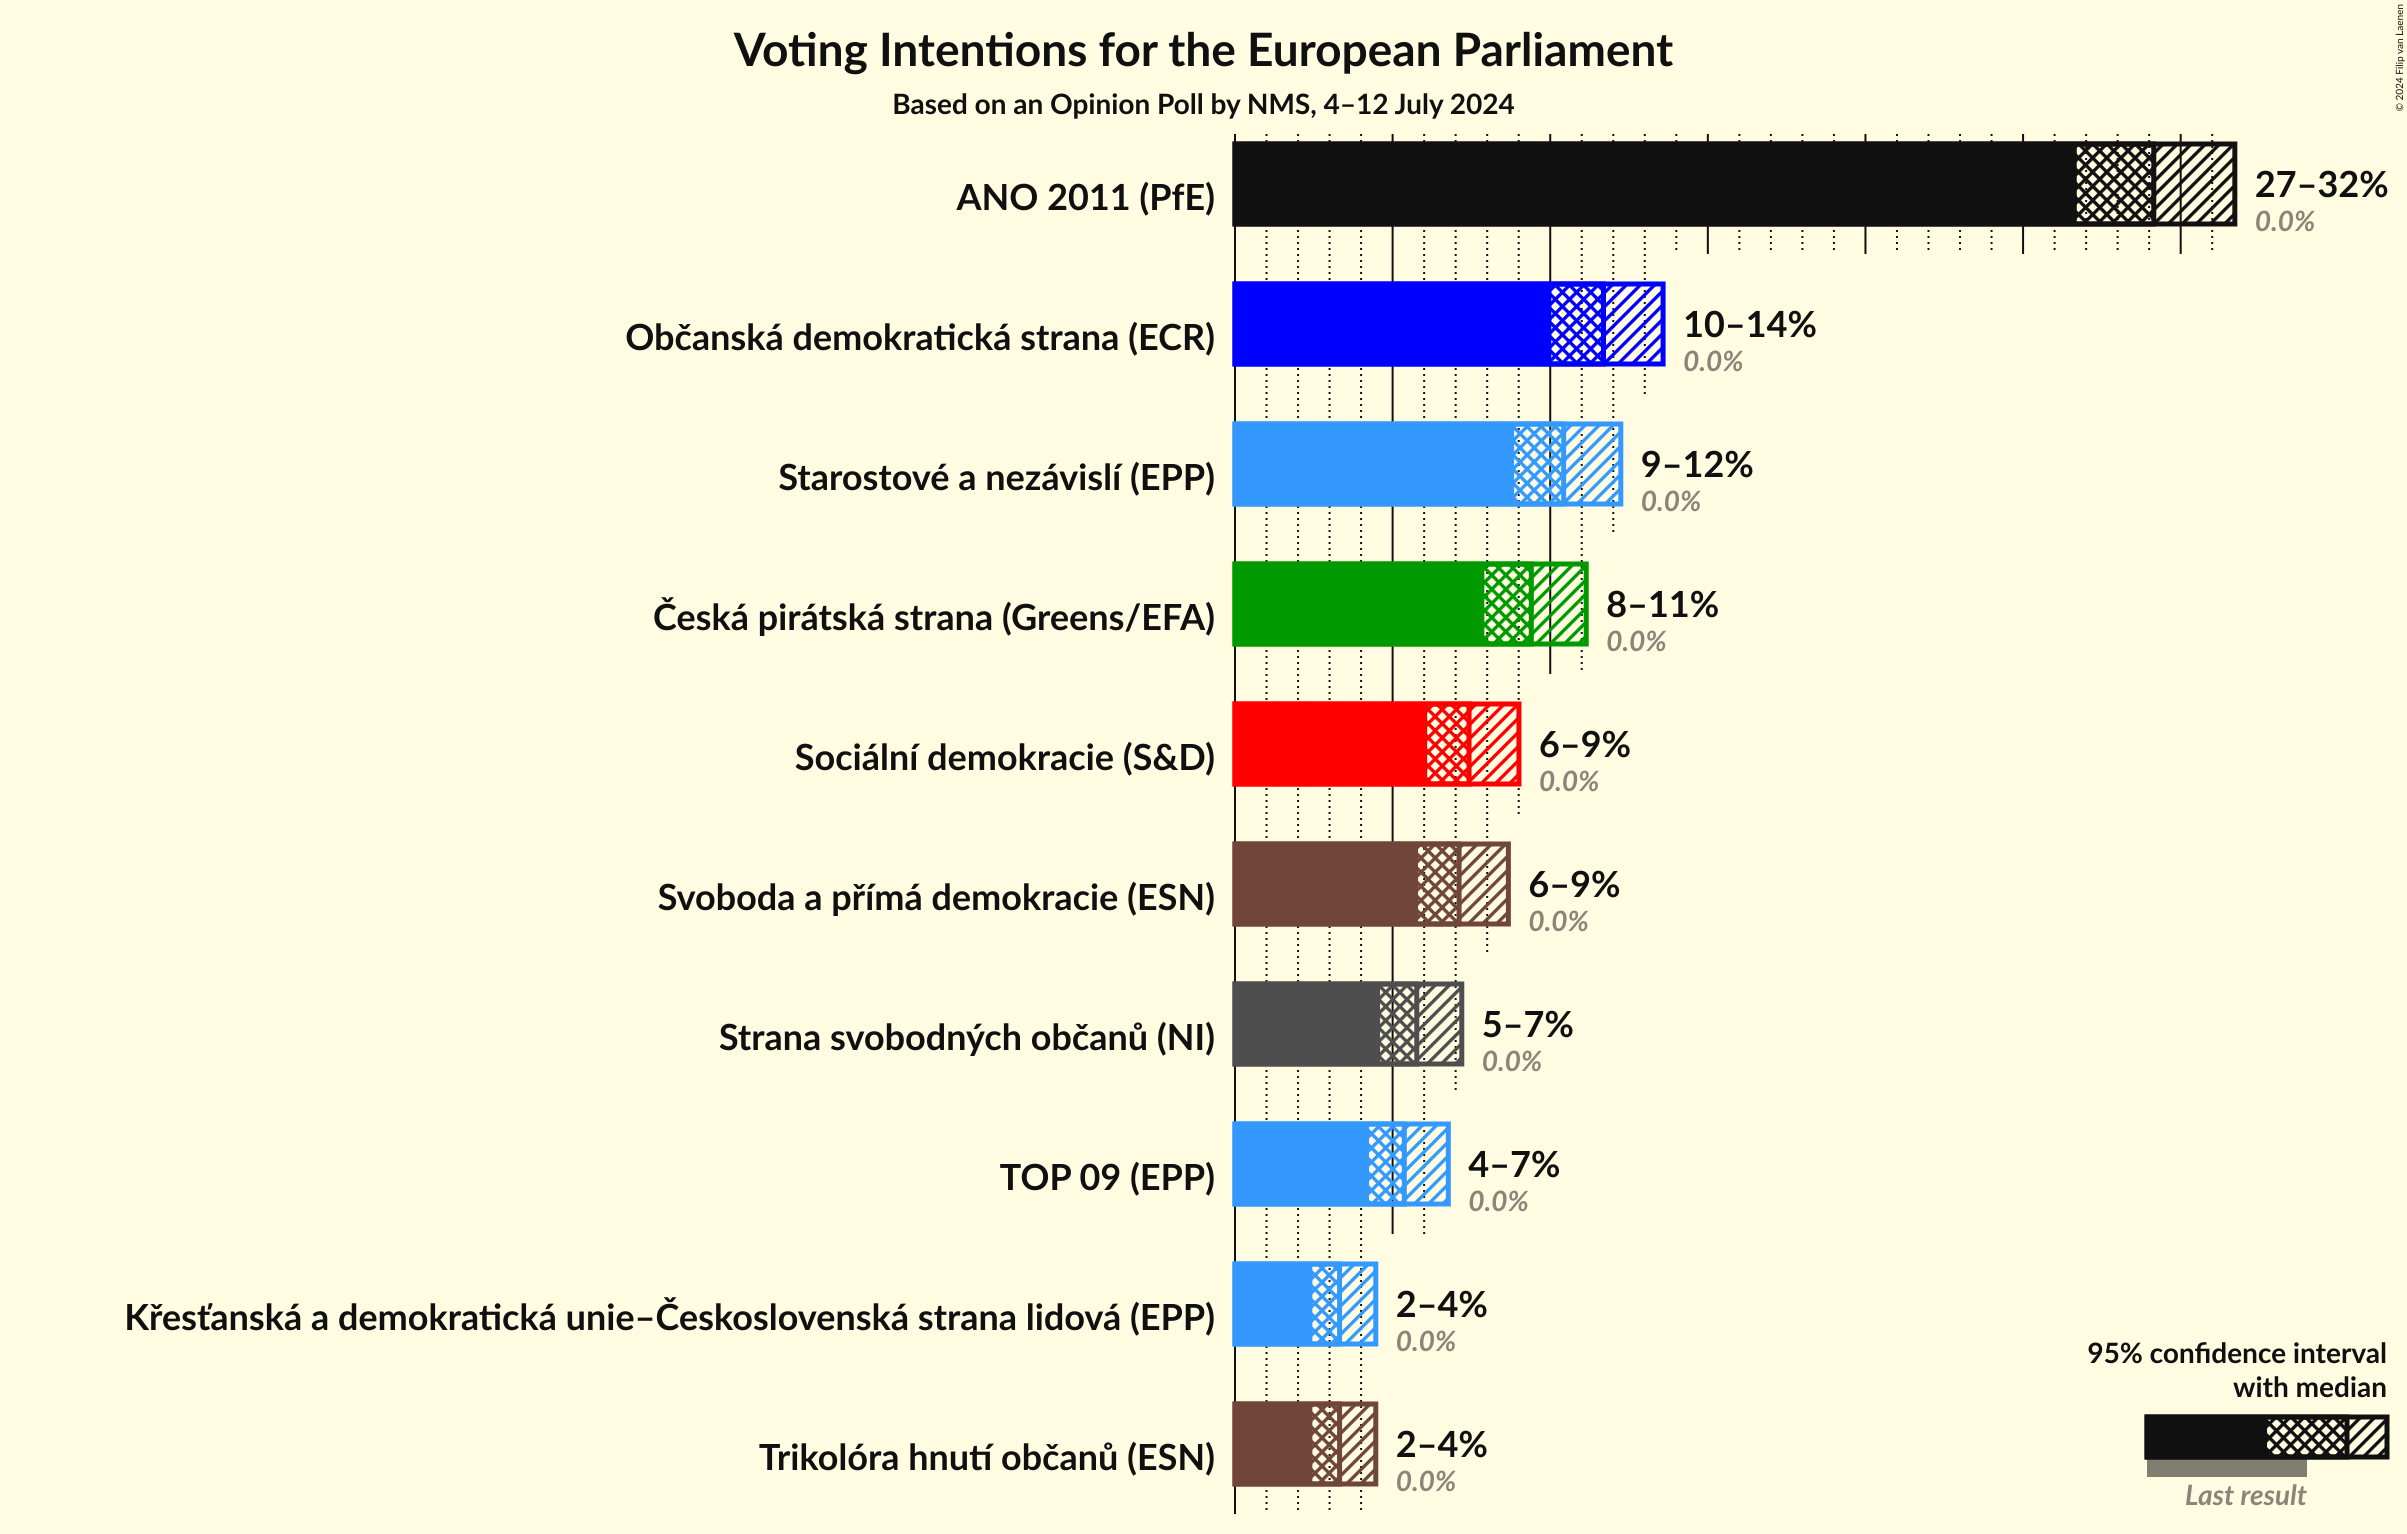 Voting Intentions for the European Parliament
Based on an Opinion Poll by NMS, 4–12 July 2024
© 2024 Filip van Laenen
ANO 2011 (PfE)
27–32%
0.0%
Občanská demokratická strana (ECR)
10–14%
0.0%
Starostové a nezávislí (EPP)
9–12%
0.0%
Česká pirátská strana (Greens/EFA)
8–11%
0.0%
Sociální demokracie (S&D)
6–9%
0.0%
Svoboda a přímá demokracie (ESN)
6–9%
0.0%
Strana svobodných občanů (NI)
5–7%
0.0%
TOP 09 (EPP)
4–7%
0.0%
Křesťanská a demokratická unie–Československá strana lidová (EPP)
2–4%
0.0%
Trikolóra hnutí občanů (ESN)
2–4%
0.0%
95% confidence interval
with median
Last result